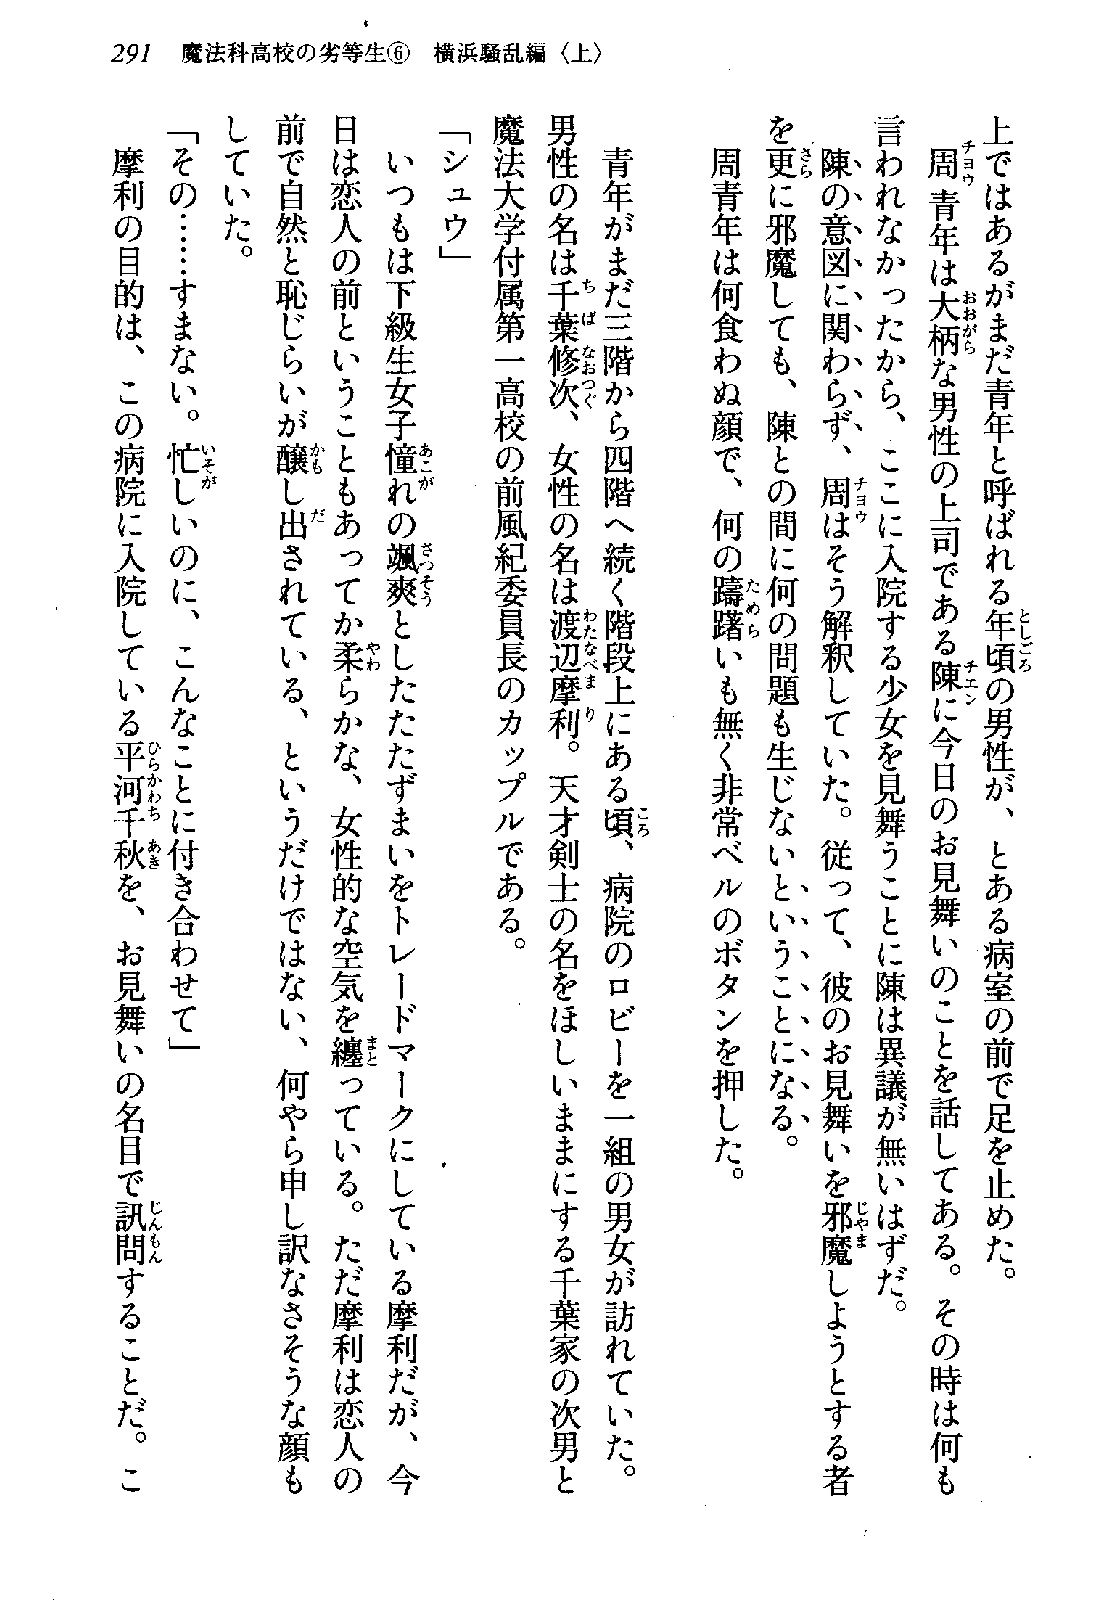 291　魔法科高校の劣等生⑥　横浜騒乱編〈上〉
上ではあるがまだ青年と呼ばれる年頃の男性が、とある病室の前で足を止めた。
周青年は大柄な男性の上司である陳に今日のお見舞いのことを話してある。その時は何も
言われなかったから、ここに入院する少女を見舞うことに陳は異議が無いはずだ。
陳の意図に関わらず、周はそう解釈していた。従って、彼のお見舞いを邪魔しようとする者
を更に邪魔しても、陳との間に何の問題も生じないということになる。
周青年は何食わぬ顔で、何の躊躇いも無く非常ベルのボタンを押した。
青年がまだ三階から四階へ続く階段上にある頃、病院のロビーを一組の男女が訪れていた。
男性の名は千葉修次、女性の名は渡辺摩利。天才剣士の名をほしいままにする千葉家の次男と
魔法大学付属第一高校の前風紀委員長のカップルである。
「シュウ」
いつもは下級生女子憧れの颯爽としたたたずまいをトレードマークにしている摩利だが、今
日は恋人の前ということもあってか柔らかな、女性的な空気を纏っている。ただ摩利は恋人の
前で自然と恥じらいが醸し出されている、というだけではない、何やら申し訳なさそうな顔も
していた。
「その……すまない。忙しいのに、こんなことに付き合わせて」
摩利の目的は、この病院に入院している平河千秋を、お見舞いの名目で訊問することだ。こ